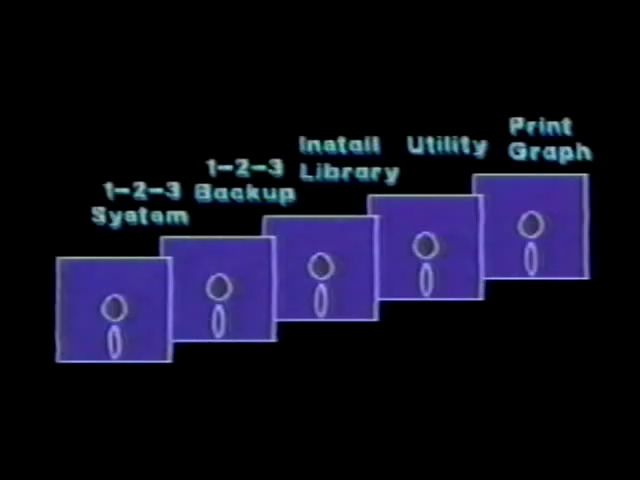 1-2-3
System
1-2-3
Backup
Install
Library
Utility
Print
Graph